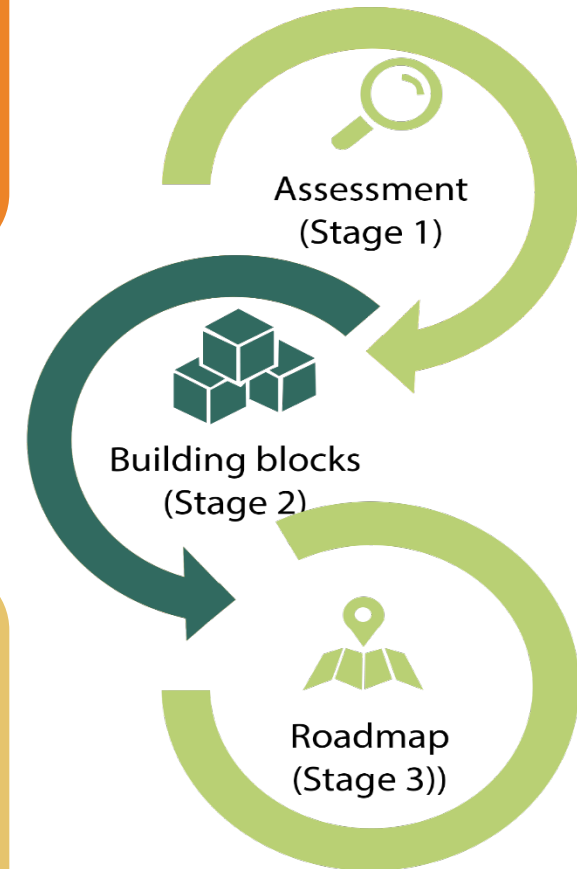 Assessment
(Stage 1)
Building blocks
(Stage 2)
Roadmap
(Stage 3))